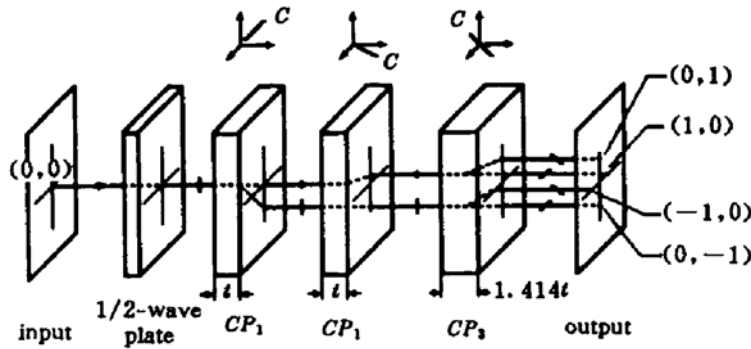 C
C
C
(0,1)
(1,0)
(0,0)
(-1,0)
(0,-1)
t
t
1.414t
1/2-wave
plate
input
CP₁
CP₁
CP₃
output